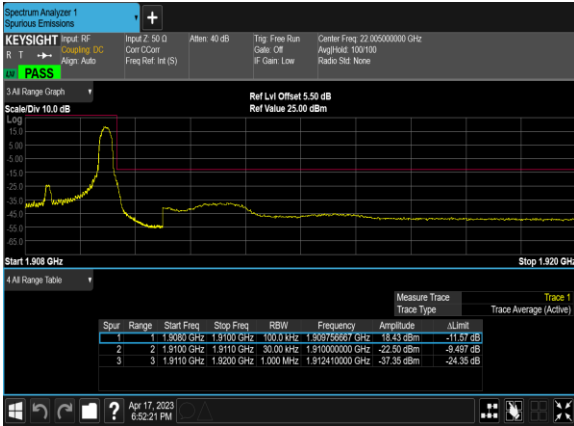 Spectrum Analyzer 1
Spurious Emissions
+
KEYSIGHT Input: RF Input Z: 50 Ω Atten: 40 dB Trig: Free Run Center Freq: 22.005000000 GHz
R T Coupling: DC Corr CCorr Gate: Off Avg|Hold: 100/100
Align: Auto Freq Ref: Int (S) IF Gain: Low Radio Std: None
PASS
3 All Range Graph
Ref Lvl Offset 5.50 dB
Scale/Div 10.0 dB Ref Value 25.00 dBm
Log
15.0
5.00
-5.00
-15.0
-25.0
-35.0
-45.0
-55.0
-65.0
Start 1.908 GHz Stop 1.920 GHz
4 All Range Table
Measure Trace Trace 1
Trace Type Trace Average (Active)
Spur Range Start Freq Stop Freq RBW Frequency Amplitude ΔLimit
1 1 1.9080 GHz 1.9100 GHz 100.0 kHz 1.909756667 GHz 18.43 dBm -11.57 dB
2 2 1.9100 GHz 1.9110 GHz 30.00 kHz 1.910000000 GHz -22.50 dBm -9.497 dB
3 3 1.9110 GHz 1.9200 GHz 1.000 MHz 1.912410000 GHz -37.35 dBm -24.35 dB
? Apr 17, 2023
6:52:21 PM